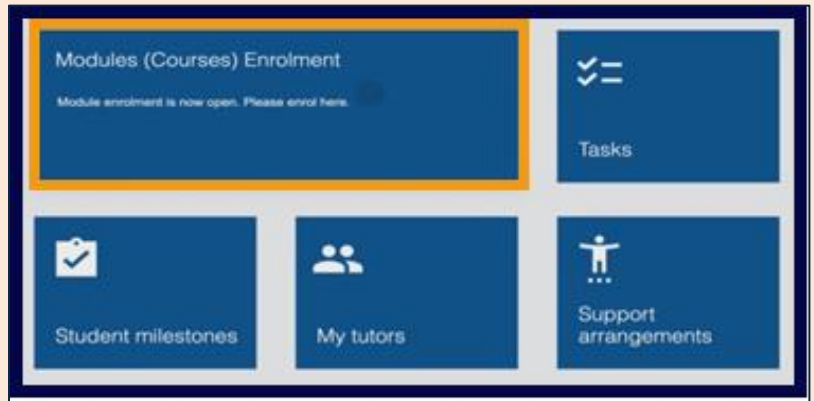 Modules (Courses) Enrolment
Module enrolment is now open. Please enrol here.
Tasks
Student milestones
My tutors
Support
arrangements